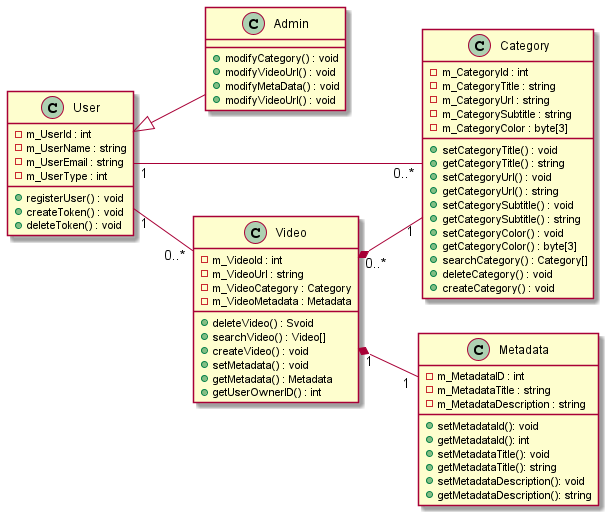 C Admin
modifyCategory() : void
modifyVideoUrl() : void
modifyMetaData() : void
modifyVideoUrl() : void
C Category
m_CategoryId : int
m_CategoryTitle : string
m_CategoryUrl : string
m_CategorySubtitle : string
m_CategoryColor : byte[3]
setCategoryTitle() : void
getCategoryTitle() : string
setCategoryUrl() : void
getCategoryUrl() : string
setCategorySubtitle() : void
getCategorySubtitle() : string
setCategoryColor() : void
getCategoryColor() : byte[3]
searchCategory() : Category[]
deleteCategory() : void
createCategory() : void
C User
m_UserId : int
m_UserName : string
m_UserEmail : string
m_UserType : int
registerUser() : void
createToken() : void
deleteToken() : void
1
0..*
1
0..*
C Video
m_VideoId : int
m_VideoUrl : string
m_VideoCategory : Category
m_VideoMetadata : Metadata
deleteVideo() : Svoid
searchVideo() : Video[]
createVideo() : void
setMetadata() : void
getMetadata() : Metadata
getUserOwnerID() : int
1
0..*
1
1
C Metadata
m_MetadataID : int
m_MetadataTitle : string
m_MetadataDescription : string
setMetadataId(): void
getMetadataId(): int
setMetadataTitle(): void
getMetadataTitle(): string
setMetadataDescription(): void
getMetadataDescription(): string